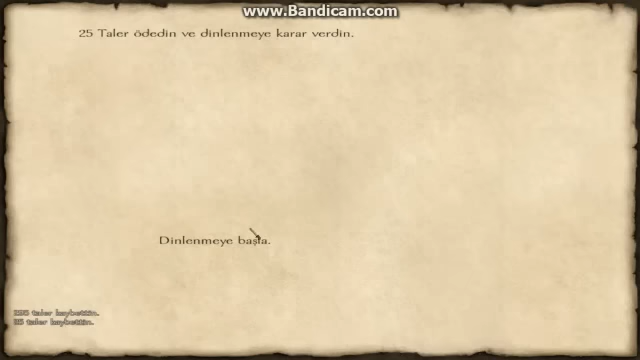 www.Bandicam.com
25 Taler ödedin ve dinlenmeye karar verdin.
Dinlenmeye başla.
taler kaybettin.
taler kaybettin.